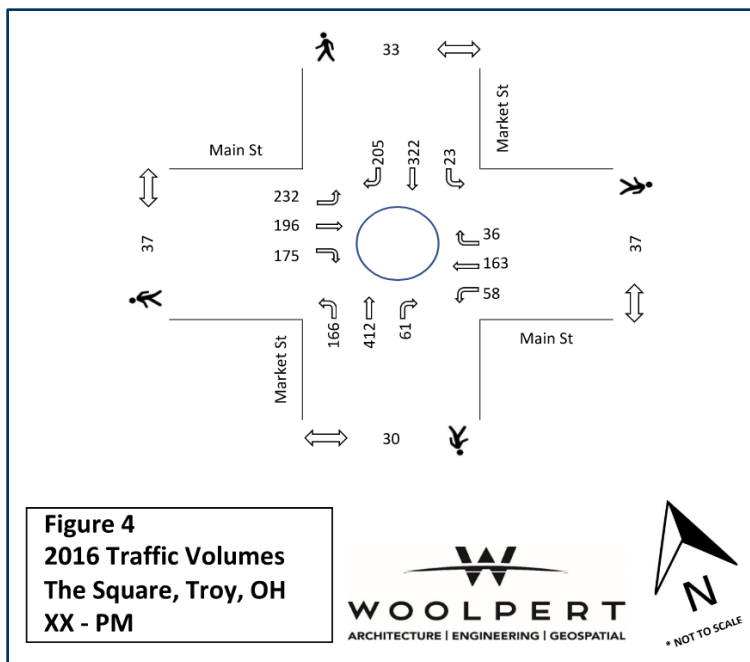 33
Main St
Market St
205
322
23
232
196
175
36
163
58
37
37
166
412
61
Market St
Main St
30
Figure 4
2016 Traffic Volumes
The Square, Troy, OH
XX - PM
WOOLPERT
ARCHITECTURE | ENGINEERING | GEOSPATIAL
N
* NOT TO SCALE